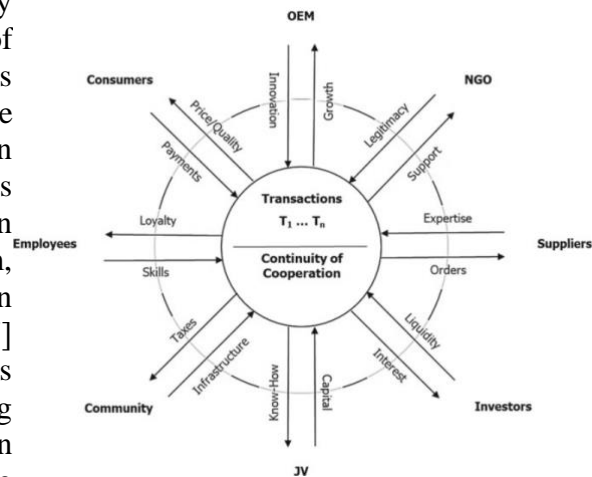 y
of
s
e
n
s
n
n,
n
]
s
g
n
OEM
Consumers
NGO
Innovation
Growth
Price/Quality
Payments
Legitimacy
Support
Transactions
T1 ... Tn
Continuity of
Cooperation
Employees
Loyalty
Skills
Expertise
Orders
Suppliers
Taxes
Infrastructure
Liquidity
Interest
Community
Know-How
Capital
Investors
JV